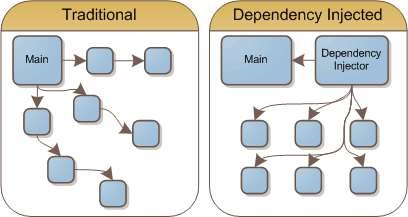 Traditional
Main
Dependency Injected
Main
Dependency
Injector